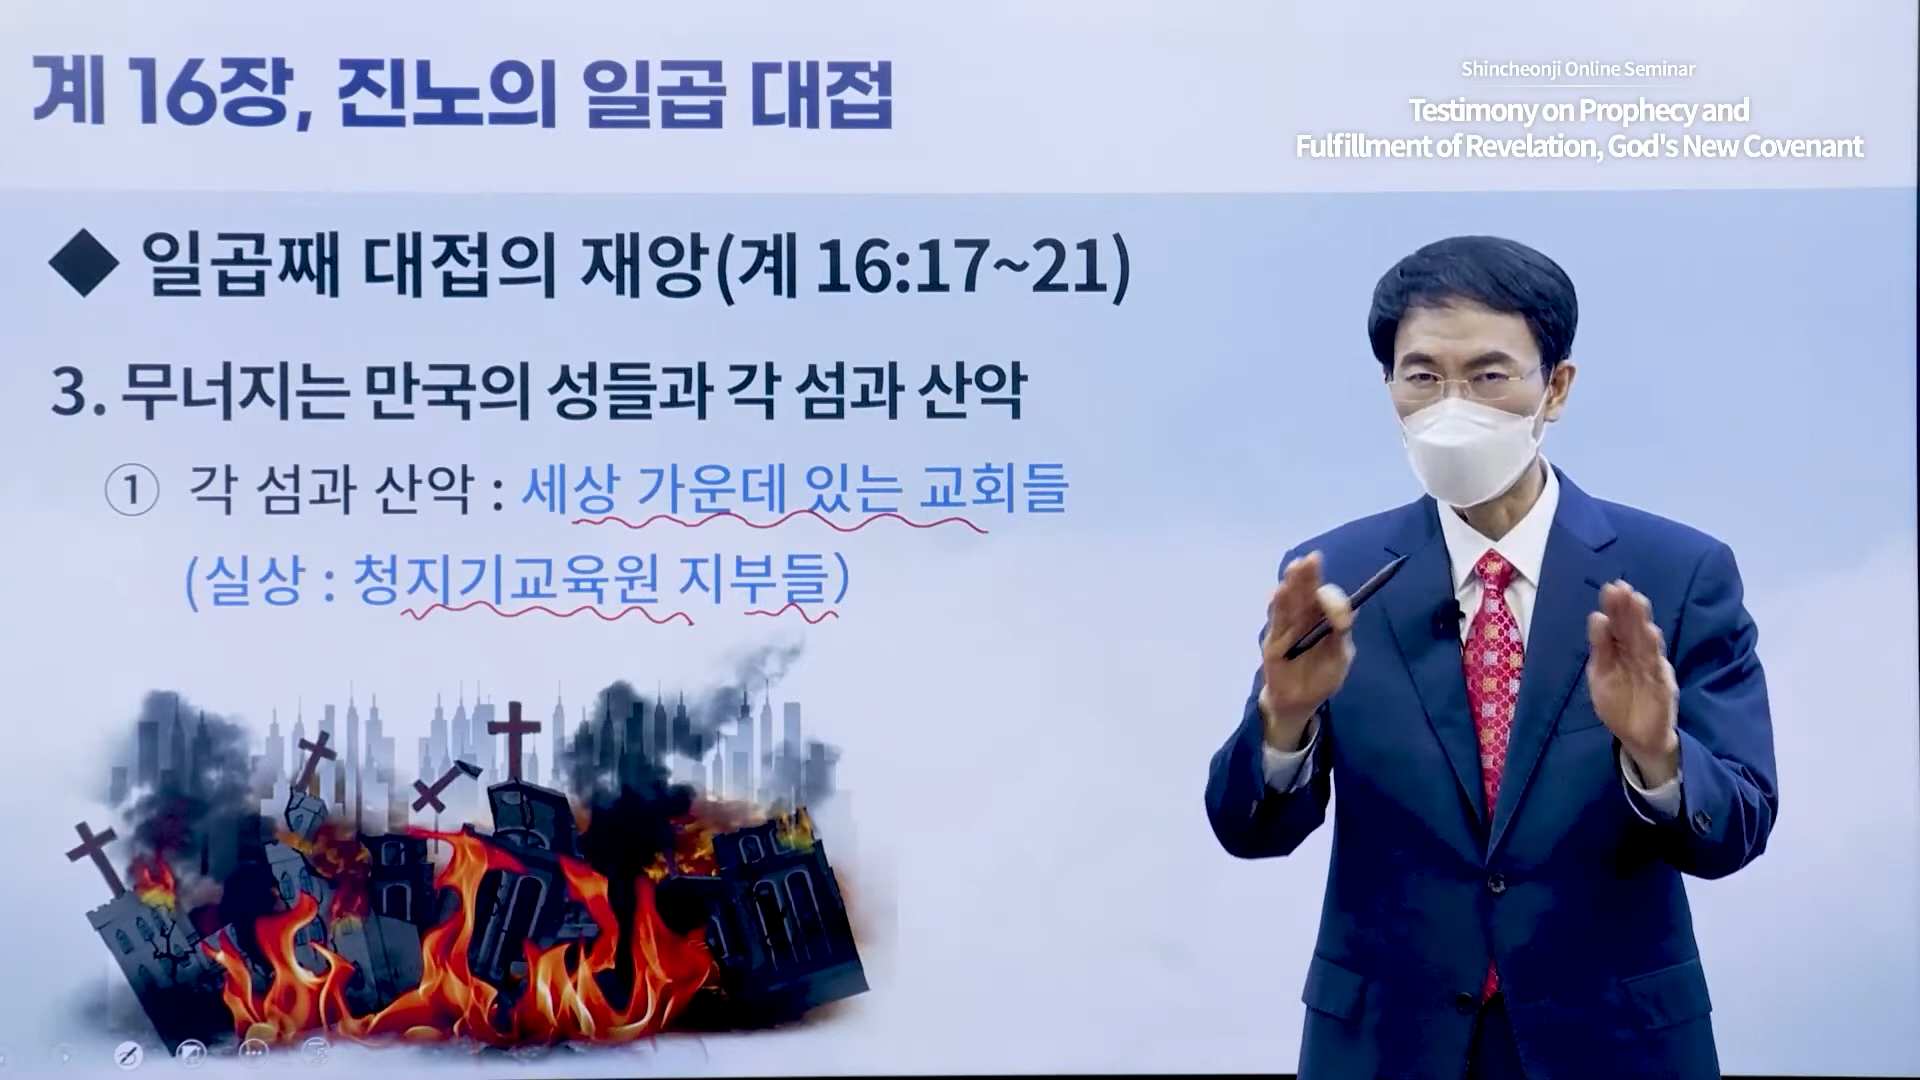 계 16장, 진노의 일곱 대접
Shincheonji Online Seminar
Testimony on Prophecy and
Fulfillment of Revelation, God's New Covenant
◆ 일곱째 대접의 재앙(계 16:17~21)
3. 무너지는 만국의 성들과 각 섬과 산악
① 각 섬과 산악 : 세상 가운데 있는 교회들
(실상 : 청지기교육원 지부들)